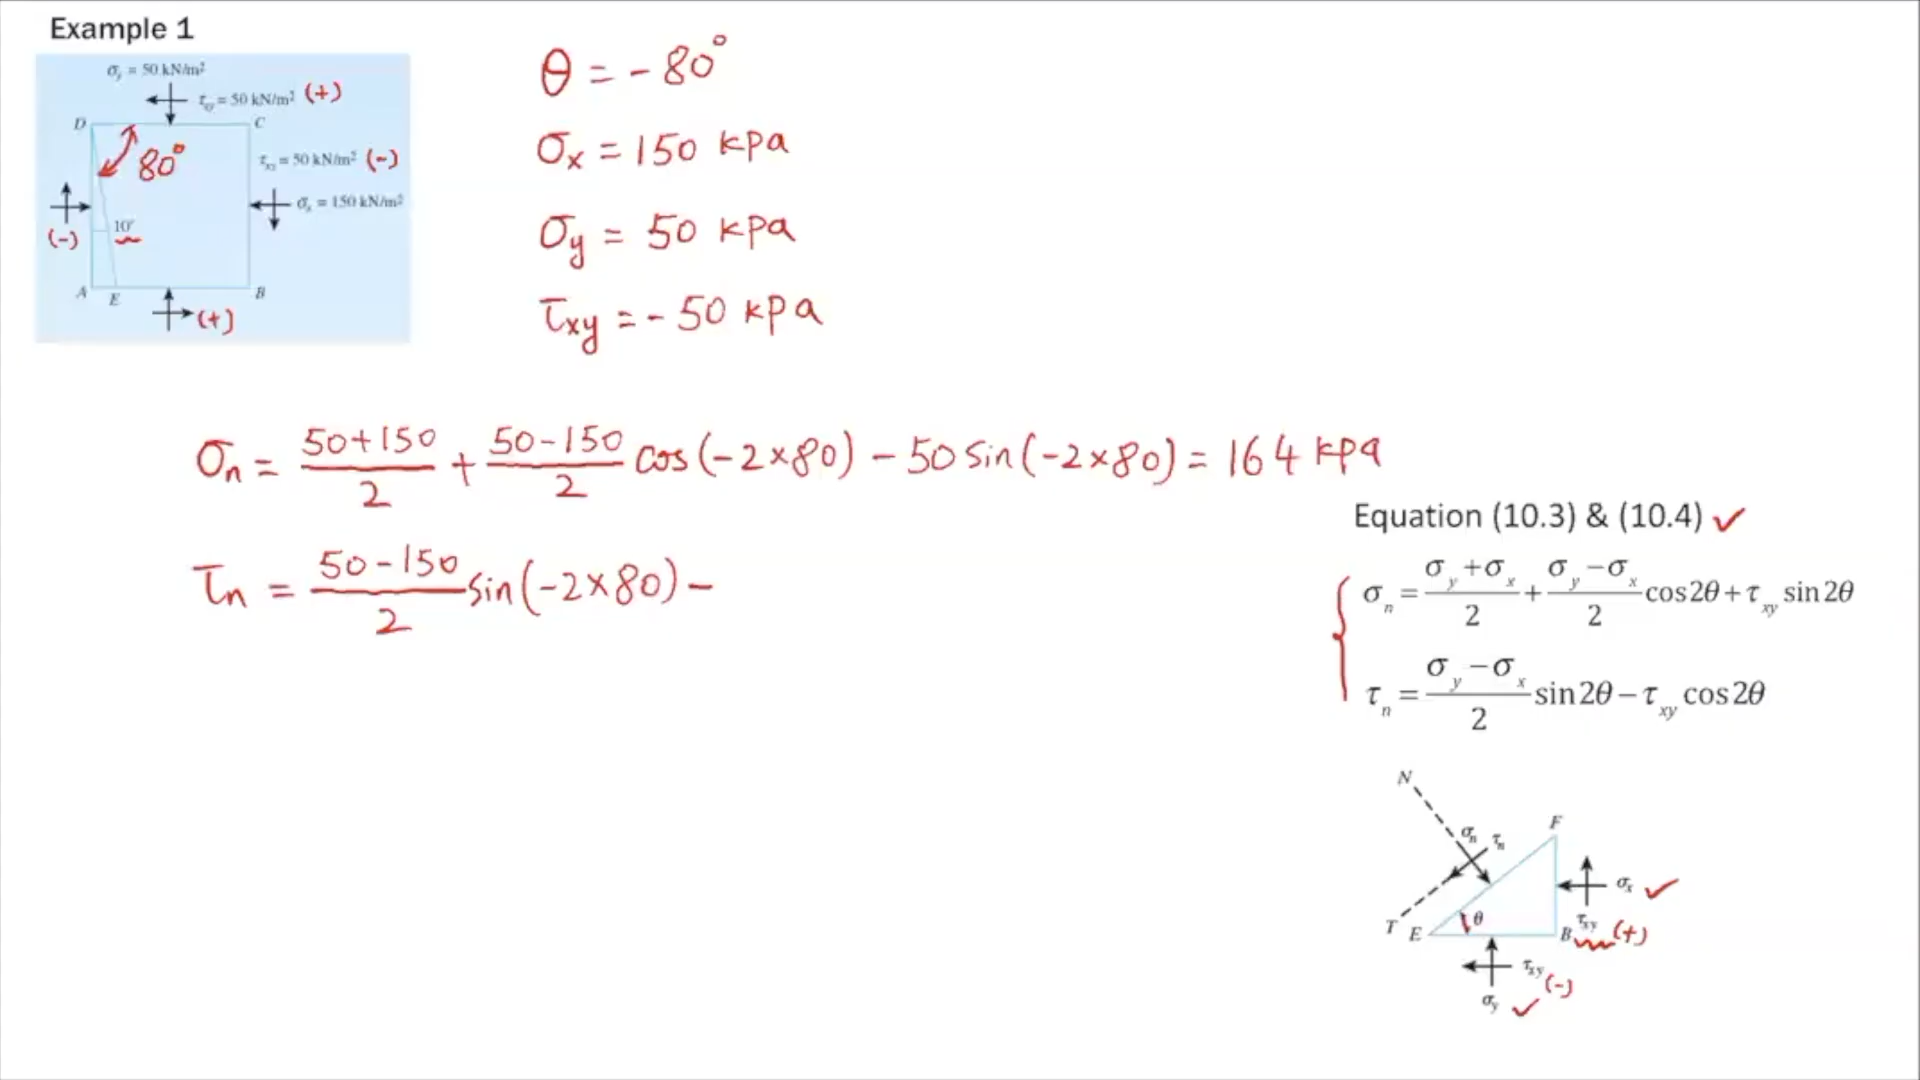 Example 1
σy = 50 kN/m²
τxy = 50 kN/m² (+)
D
C
80°
τxy = 50 kN/m² (-)
σx = 150 kN/m²
10°
(-)
A
E
B
(+)
θ = - 80°
σx = 150 kPa
σy = 50 kPa
τxy = - 50 kPa
σn = (50+150)/2 + (50-150)/2 cos(-2×80) - 50 sin(-2×80) = 164 kPa
τn = (50-150)/2 sin(-2×80) -
Equation (10.3) & (10.4) ✓
σn = (σy + σx)/2 + (σy - σx)/2 cos2θ + τxy sin2θ
τn = (σy - σx)/2 sin2θ - τxy cos2θ
N
F
σn
τn
σx ✓
θ
T
E
B
τxy (+)
τxy (-)
σy ✓